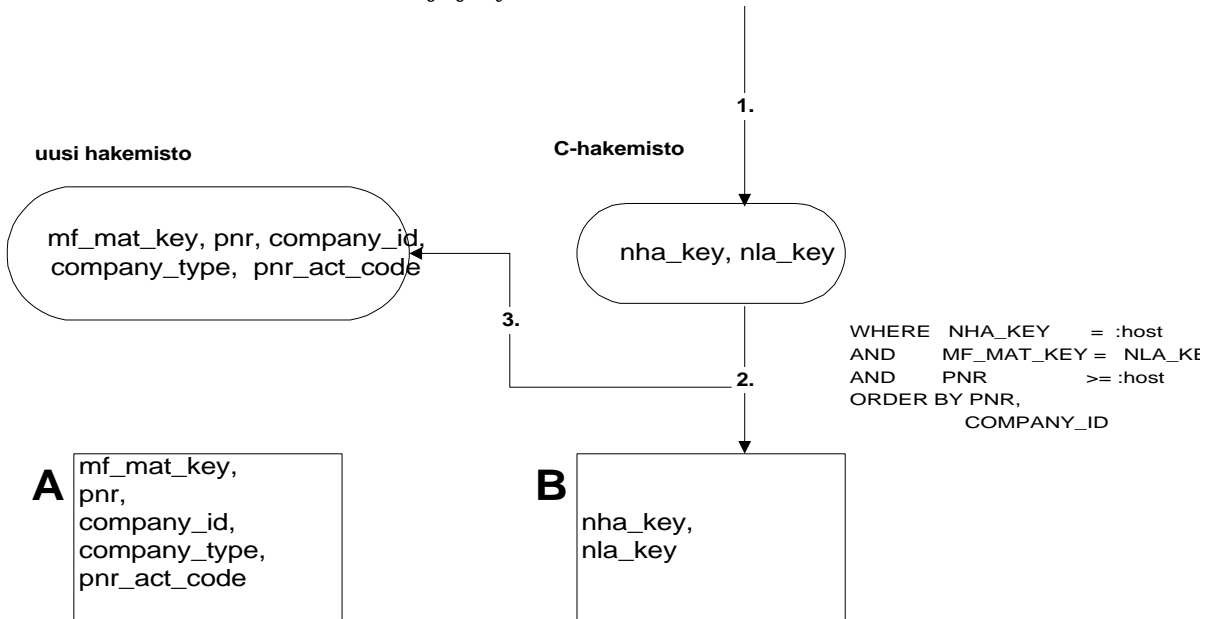 1.
uusi hakemisto
C-hakemisto
mf_mat_key, pnr, company_id,
company_type, pnr_act_code
nha_key, nla_key
3.
2.
WHERE NHA_KEY = :host
AND MF_MAT_KEY = NLA_KE
AND PNR >= :host
ORDER BY PNR,
COMPANY_ID
A
mf_mat_key,
pnr,
company_id,
company_type,
pnr_act_code
B
nha_key,
nla_key